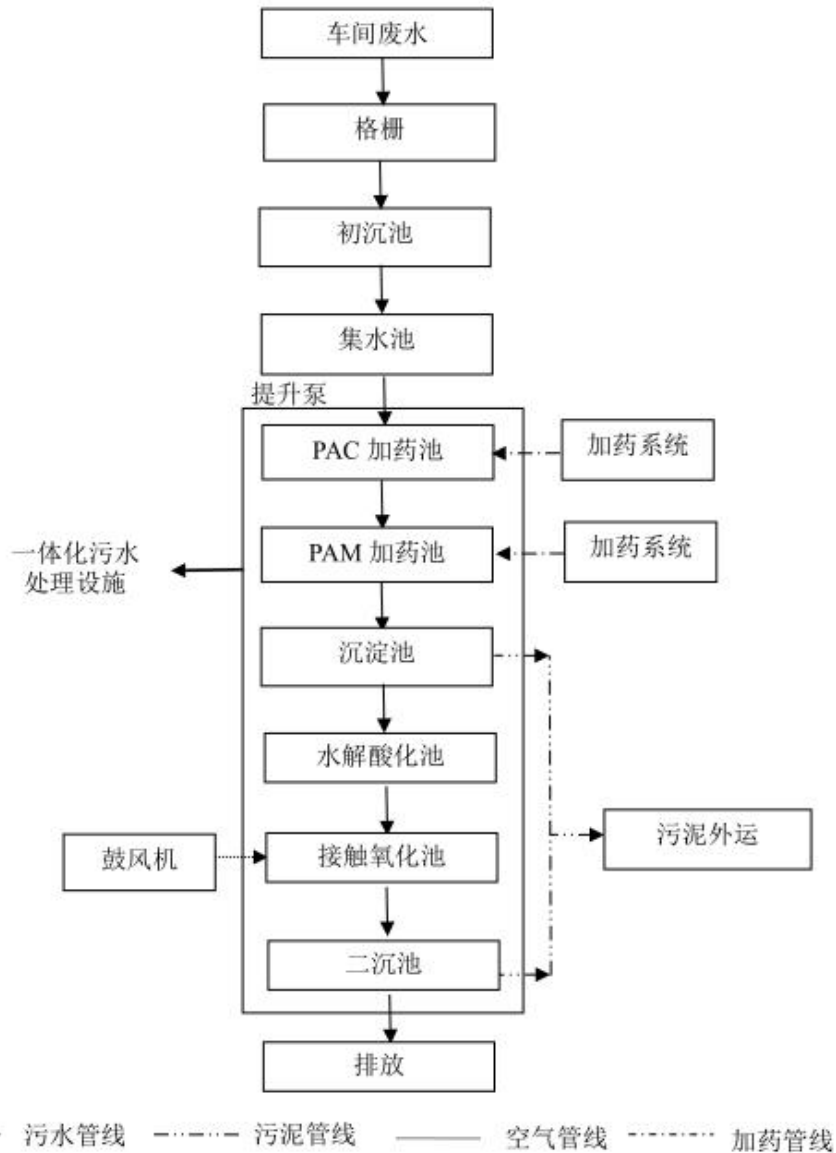 车间废水
格栅
初沉池
集水池
提升泵
PAC 加药池
加药系统
PAM 加药池
加药系统
一体化污水
处理设施
沉淀池
水解酸化池
鼓风机
接触氧化池
污泥外运
二沉池
排放
污水管线 污泥管线 空气管线 加药管线